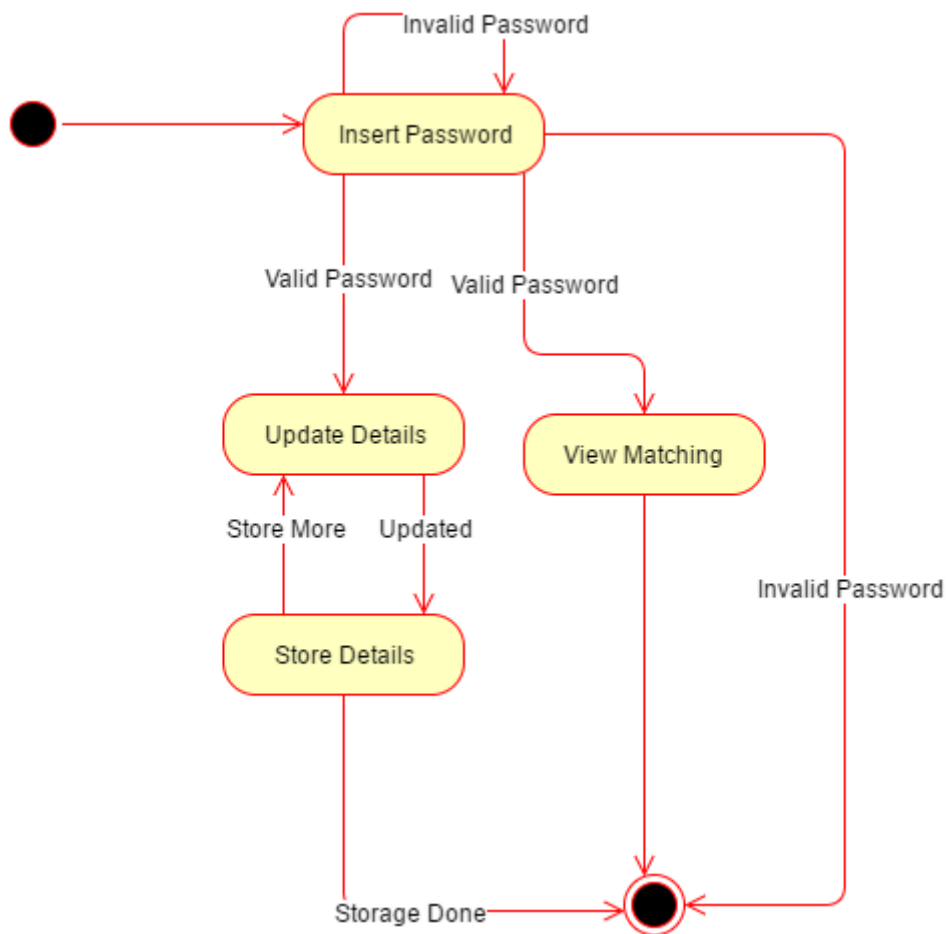 Invalid Password
Insert Password
Valid Password
Valid Password
Update Details
View Matching
Store More
Updated
Invalid Password
Store Details
Storage Done